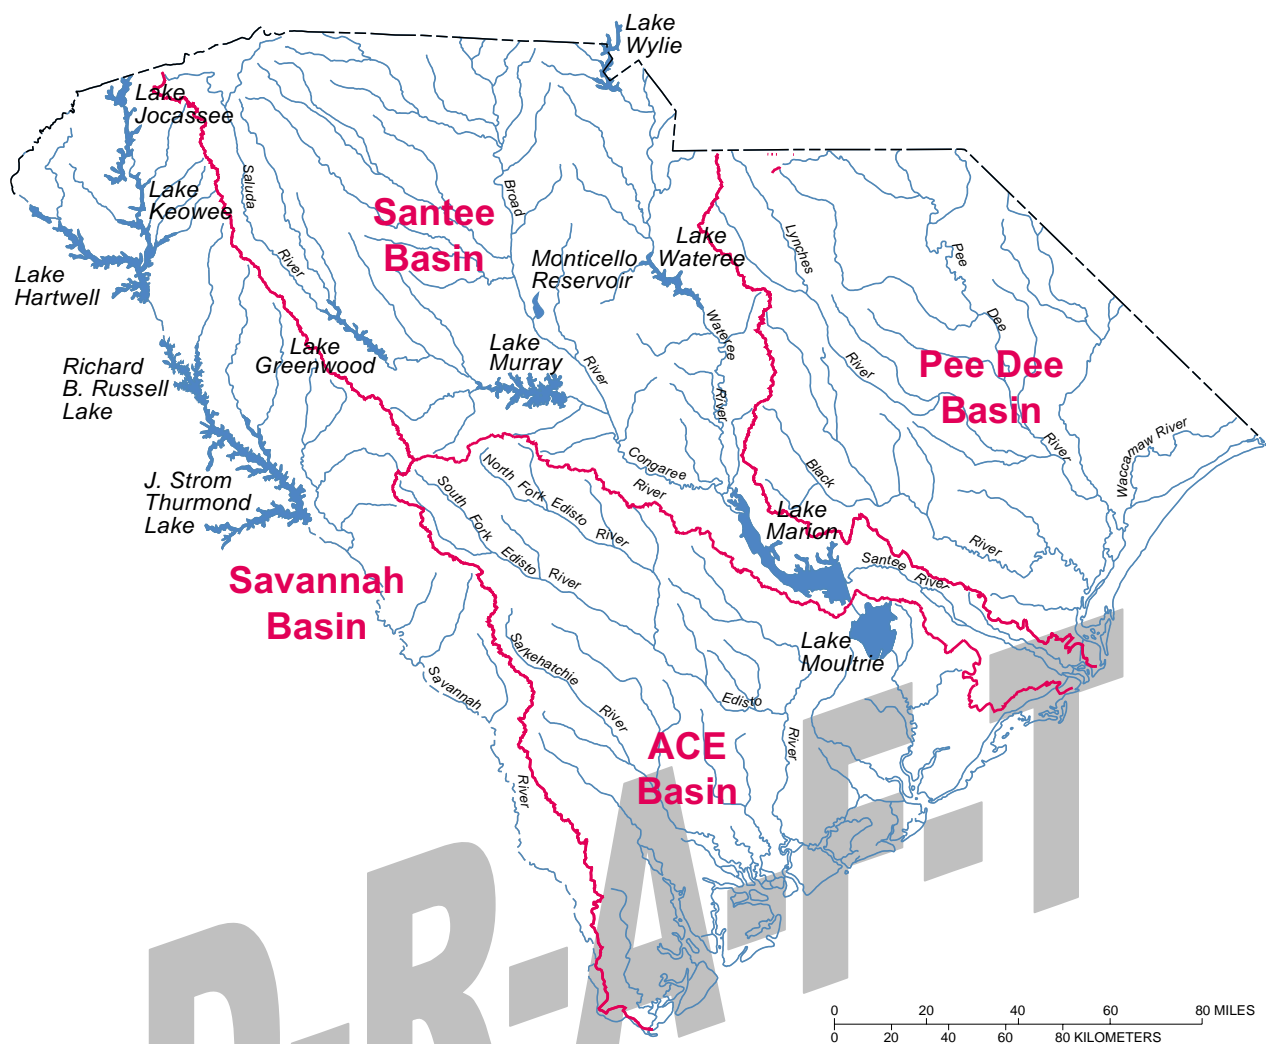 Lake
Wylie
Lake
Jocassee
Lake
Keowee
Saluda
River
Santee
Basin
Broad
River
Monticello
Reservoir
Lake
Wateree
Lynches
River
Pee
Dee
River
Lake
Hartwell
Wateree
River
Richard
B. Russell
Lake
Lake
Greenwood
Lake
Murray
Pee Dee
Basin
Waccamaw River
J. Strom
Thurmond
Lake
North Fork Edisto River
South Fork Edisto River
Congaree
River
Black
River
Lake
Marion
Santee River
Savannah
Basin
Lake
Moultrie
Salkehatchie
River
Savannah
River
Edisto
River
ACE
Basin
D-R-A-F-T
0 20 40 60 80 MILES
0 20 40 60 80 KILOMETERS